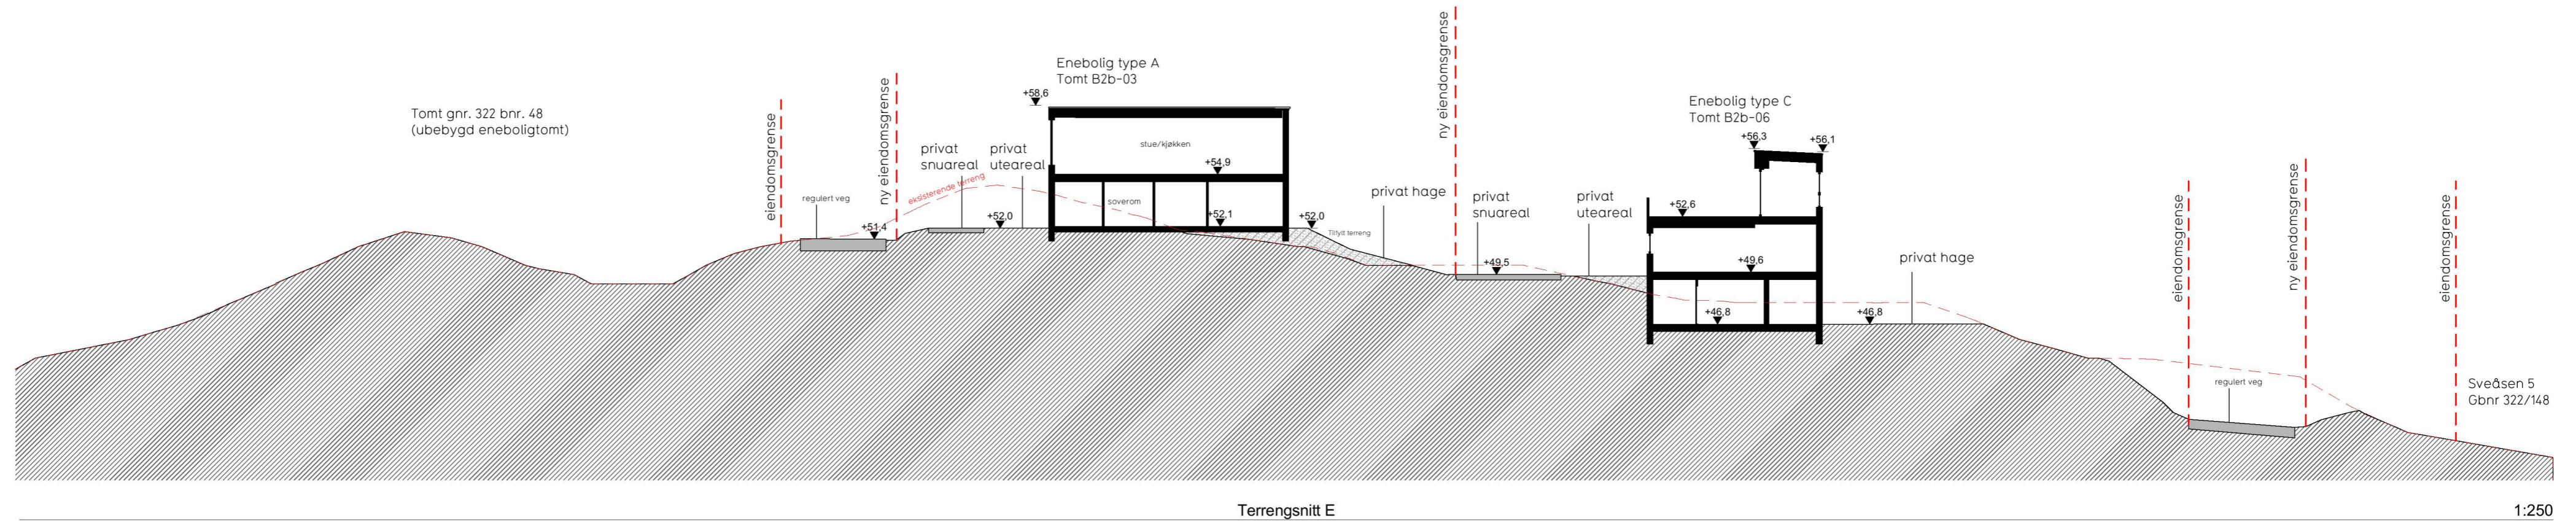 Tomt gnr. 322 bnr. 48
(ubebygd eneboligtomt)
eiendomsgrense
regulert veg
ny eiendomsgrense
+51,4
eksisterende terreng
privat
snuareal
privat
uteareal
+52,0
Enebolig type A
Tomt B2b-03
+58,6
stue/kjøkken
+54,9
soverom
+52,1
+52,0
Tilfylt terreng
privat hage
ny eiendomsgrense
privat
snuareal
+49,5
privat
uteareal
Enebolig type C
Tomt B2b-06
+56,3
+56,1
+52,6
+49,6
+46,8
+46,8
privat hage
eiendomsgrense
regulert veg
ny eiendomsgrense
eiendomsgrense
Sveåsen 5
Gbnr 322/148
Terrengsnitt E
1:250